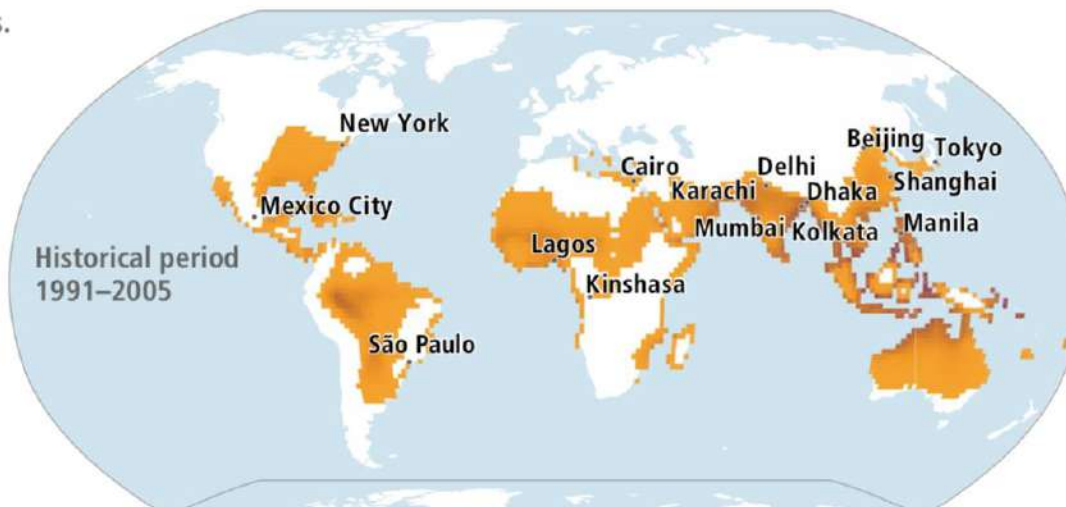 s.
New York
Beijing
Tokyo
Cairo
Delhi
Karachi
Dhaka
Shanghai
Mexico City
Mumbai
Kolkata
Manila
Lagos
Historical period
1991–2005
Kinshasa
São Paulo